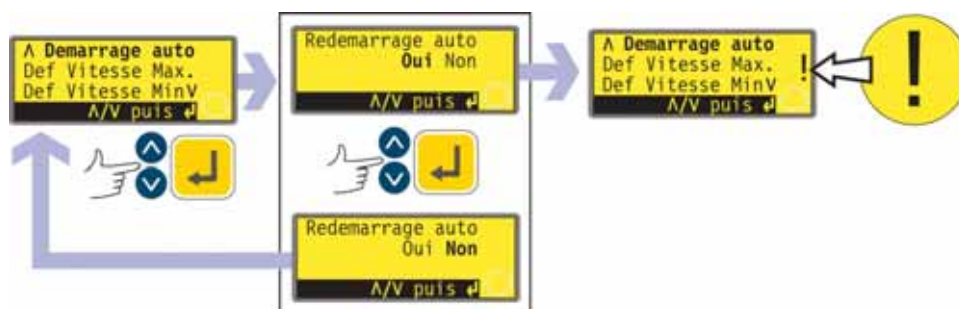 Λ Demarrage auto
Def Vitesse Max.
Def Vitesse MinV
Λ/V puis ↲
Redemarrage auto
Oui Non
Λ/V puis ↲
Redemarrage auto
Oui Non
Λ/V puis ↲
Λ Demarrage auto
Def Vitesse Max. !
Def Vitesse MinV
Λ/V puis ↲
!